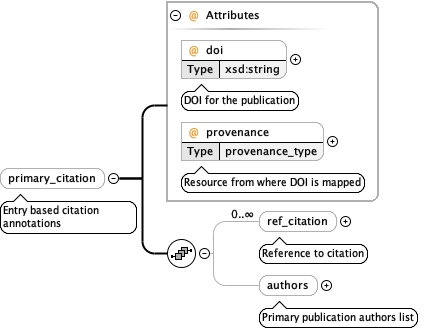 @ Attributes
@ doi
Type xsd:string
DOI for the publication
@ provenance
Type provenance_type
Resource from where DOI is mapped
primary_citation
Entry based citation
annotations
0..∞
ref_citation
Reference to citation
authors
Primary publication authors list